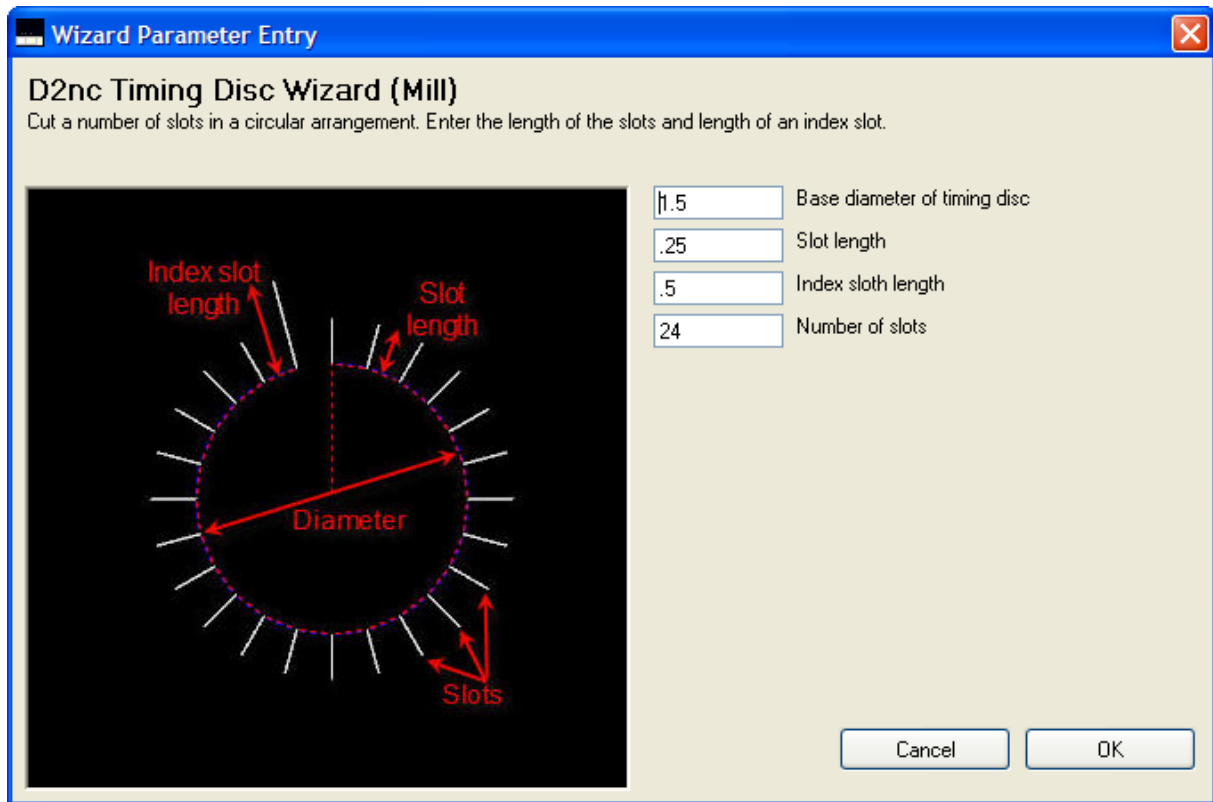 Wizard Parameter Entry
D2nc Timing Disc Wizard (Mill)
Cut a number of slots in a circular arrangement. Enter the length of the slots and length of an index slot.
1.5 Base diameter of timing disc
.25 Slot length
.5 Index sloth length
24 Number of slots
Index slot
length
Slot
length
Diameter
Slots
Cancel OK